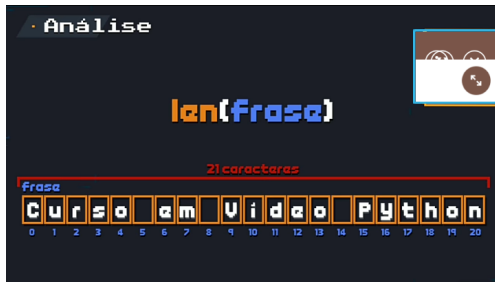 Análise
len(frase)
21 caracteres
frase
Curso em Vídeo Python
0 1 2 3 4 5 6 7 8 9 10 11 12 13 14 15 16 17 18 19 20